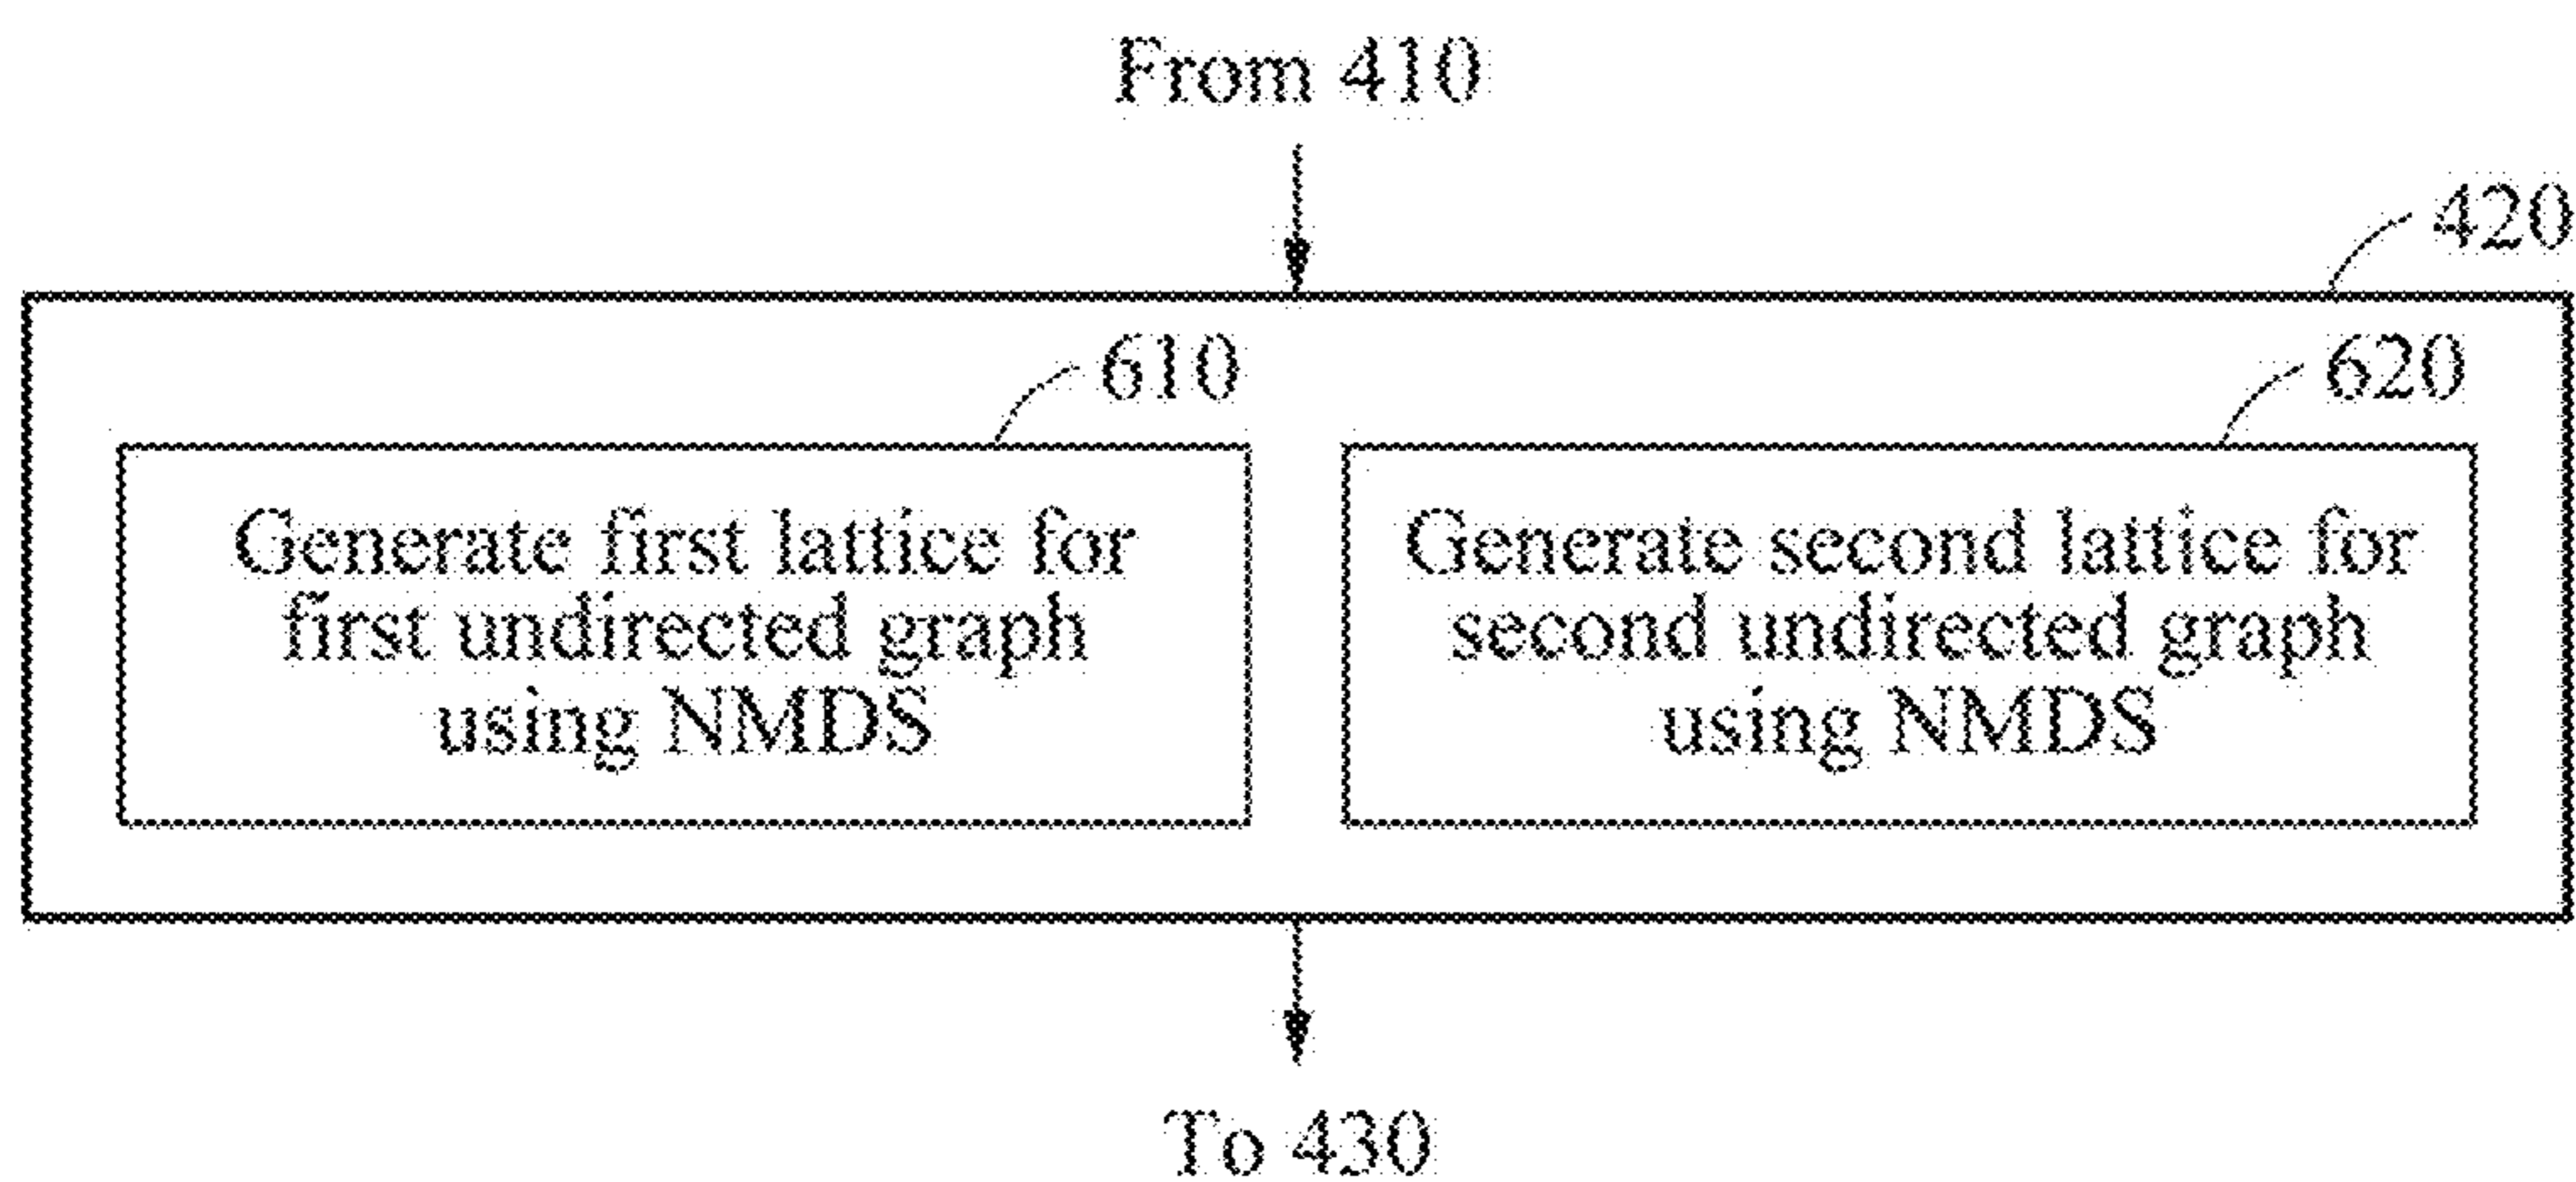 From 410
420
610
620
Generate first lattice for
first undirected graph
using NMDS
Generate second lattice for
second undirected graph
using NMDS
To 430